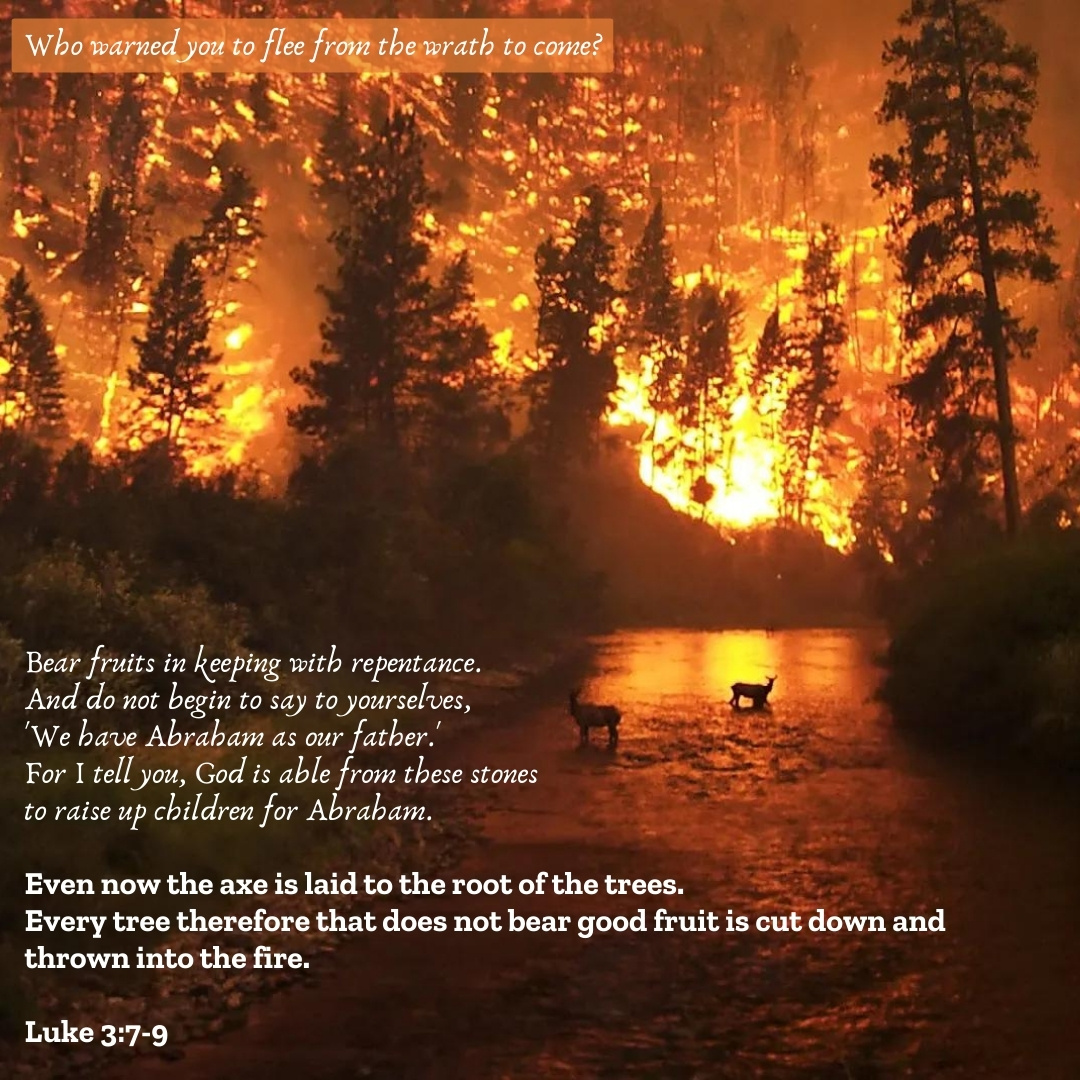 Who warned you to flee from the wrath to come?
Bear fruits in keeping with repentance.
And do not begin to say to yourselves,
'We have Abraham as our father.'
For I tell you, God is able from these stones
to raise up children for Abraham.
Even now the axe is laid to the root of the trees.
Every tree therefore that does not bear good fruit is cut down and
thrown into the fire.
Luke 3:7-9